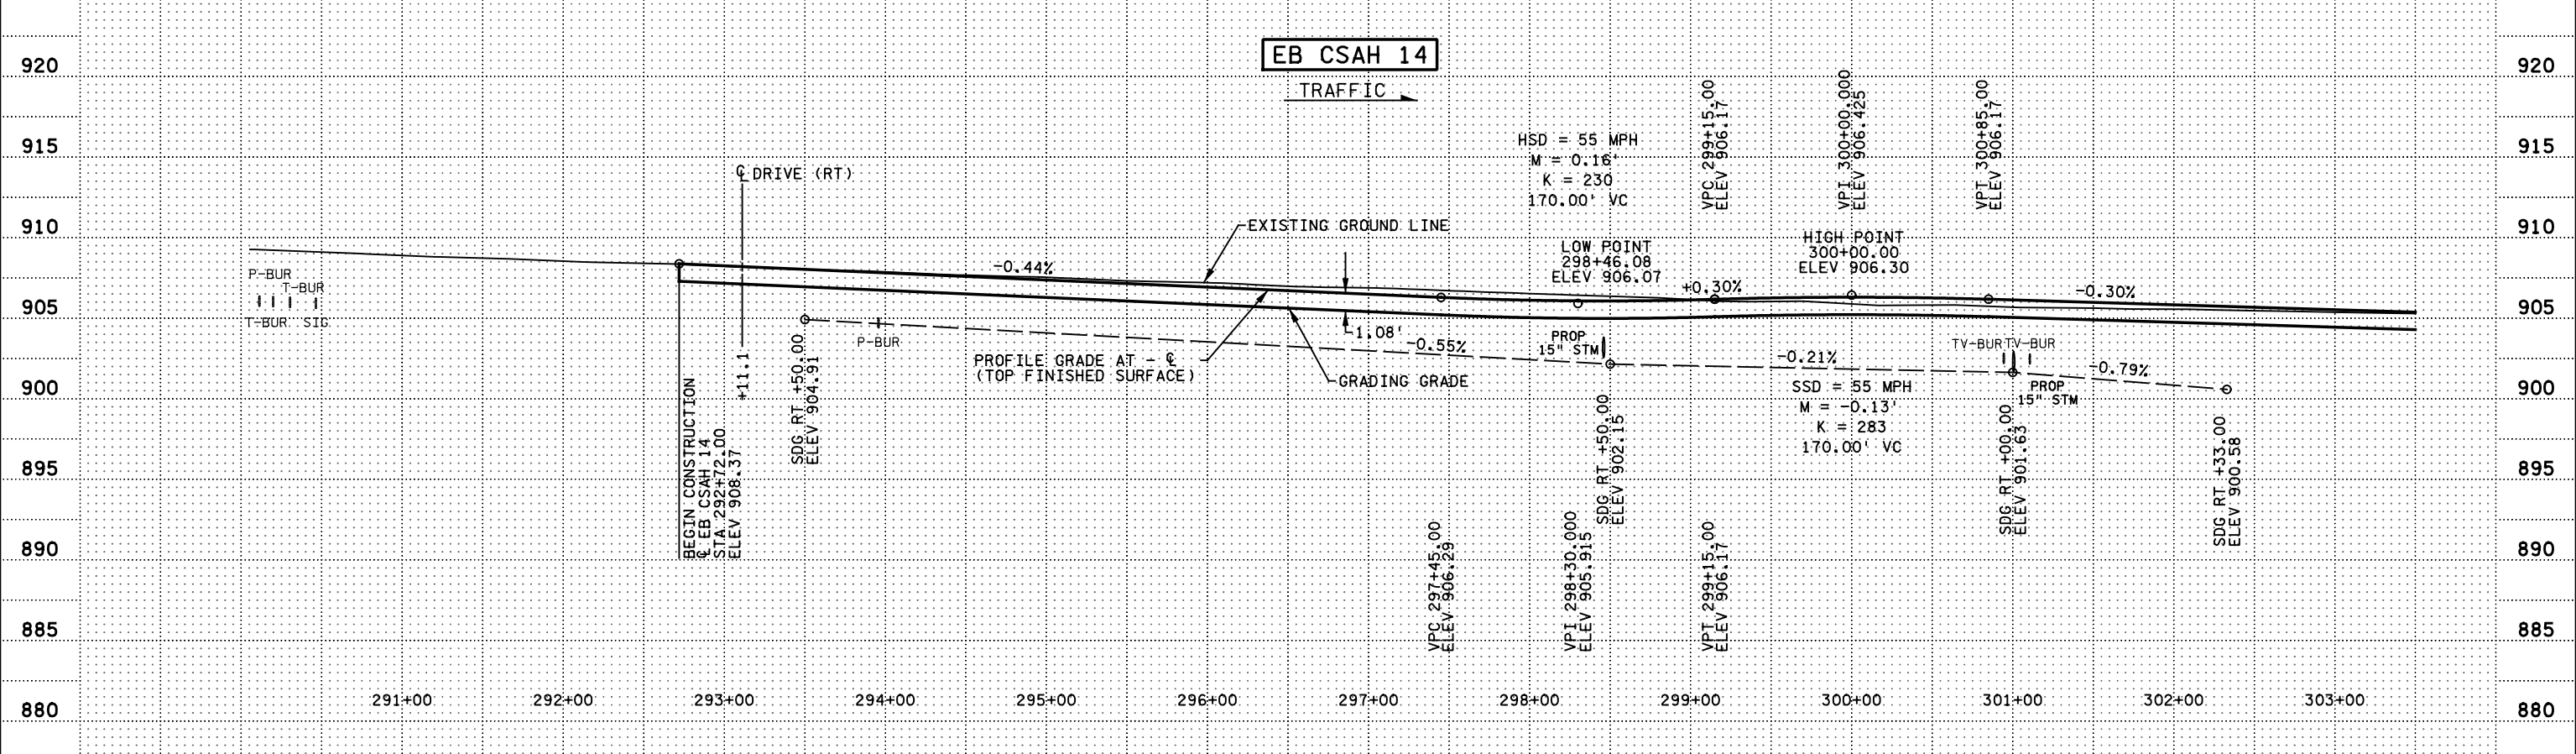 EB CSAH 14
TRAFFIC
920
920
915
915
910
910
905
905
900
900
895
895
890
890
885
885
880
880
HSD = 55 MPH
M = 0.16'
K = 230
170.00' VC
VPC 299+15.00
ELEV 906.17
VPI 300+00.000
ELEV 906.425
VPT 300+85.00
ELEV 906.17
℄ DRIVE (RT)
+11.1
EXISTING GROUND LINE
LOW POINT
298+46.08
ELEV 906.07
HIGH POINT
300+00.00
ELEV 906.30
P-BUR
T-BUR
T-BUR SIG
-0.44%
+0.30%
-0.30%
1.08'
P-BUR
PROFILE GRADE AT - ℄
(TOP FINISHED SURFACE)
GRADING GRADE
-0.55%
PROP
15" STM
-0.21%
TV-BUR TV-BUR
-0.79%
PROP
15" STM
SSD = 55 MPH
M = -0.13'
K = 283
170.00' VC
BEGIN CONSTRUCTION
℄ EB CSAH 14
STA 292+72.00
ELEV 908.37
SDG RT +50.00
ELEV 904.91
SDG RT +50.00
ELEV 902.15
SDG RT +00.00
ELEV 901.63
SDG RT +33.00
ELEV 900.58
VPC 297+45.00
ELEV 906.29
VPI 298+30.000
ELEV 905.915
VPT 299+15.00
ELEV 906.17
291+00
292+00
293+00
294+00
295+00
296+00
297+00
298+00
299+00
300+00
301+00
302+00
303+00